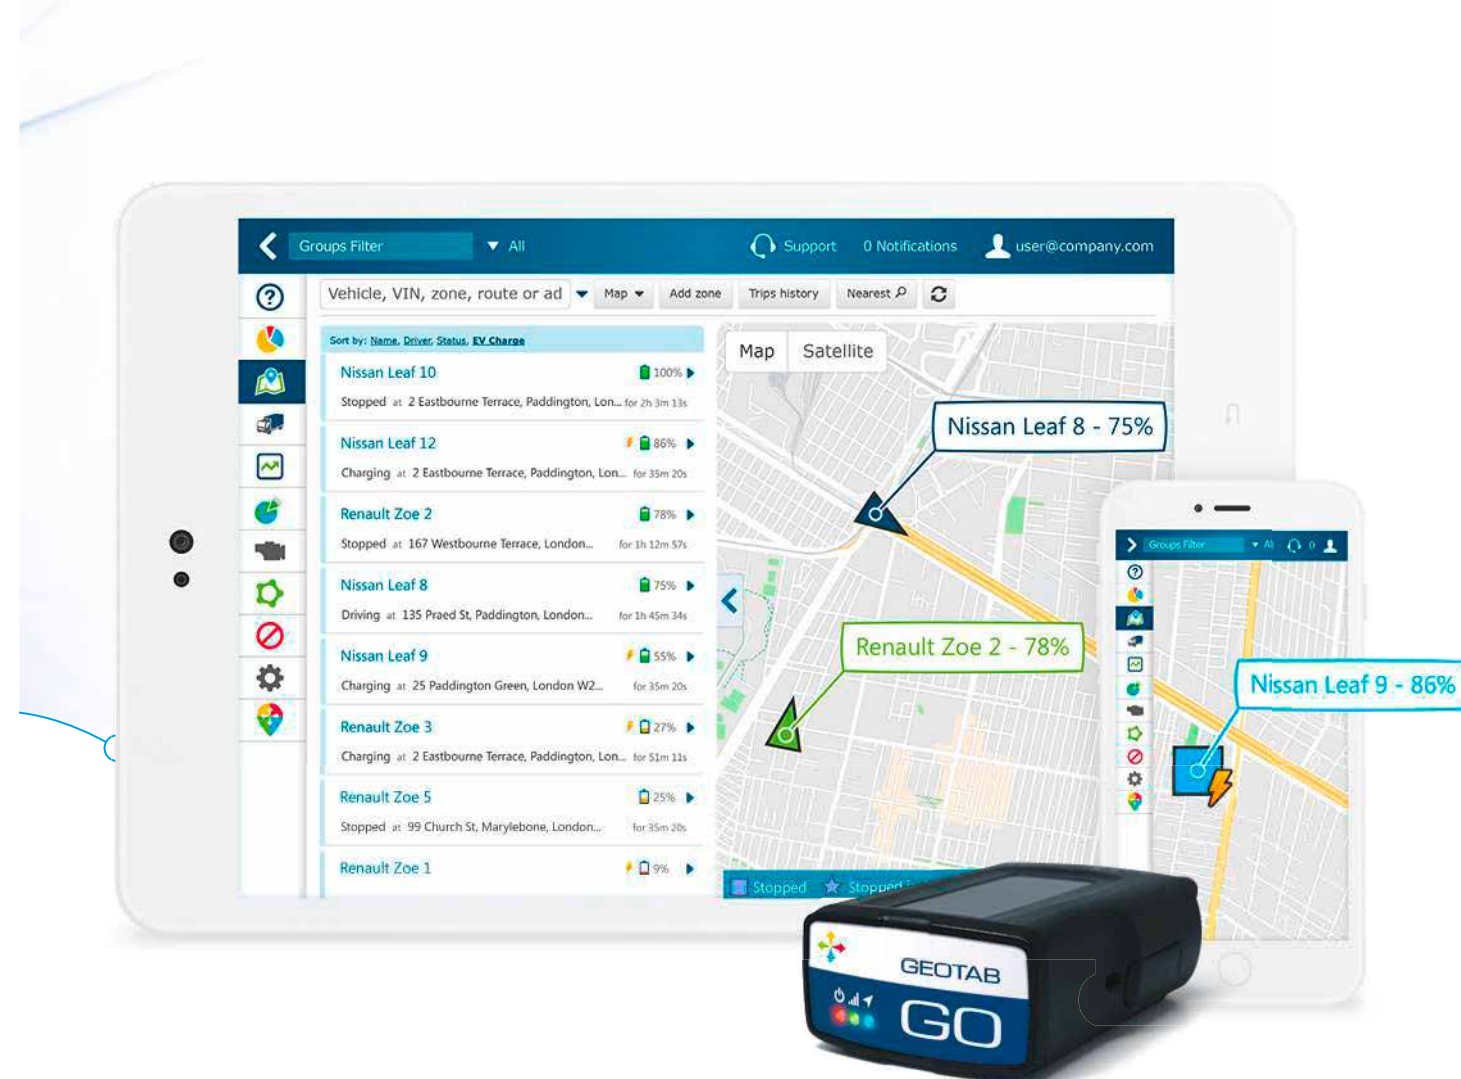 Groups Filter
All
Support
0 Notifications
user@company.com
Vehicle, VIN, zone, route or ad
Map
Add zone
Trips history
Nearest
Sort by: Name, Driver, Status, EV Charge
Nissan Leaf 10
100%
Stopped at 2 Eastbourne Terrace, Paddington, Lon... for 2h 3m 13s
Nissan Leaf 12
86%
Charging at 2 Eastbourne Terrace, Paddington, Lon... for 35m 20s
Renault Zoe 2
78%
Stopped at 167 Westbourne Terrace, London... for 1h 12m 57s
Nissan Leaf 8
75%
Driving at 135 Praed St, Paddington, London... for 1h 45m 34s
Nissan Leaf 9
55%
Charging at 25 Paddington Green, London W2... for 35m 20s
Renault Zoe 3
27%
Charging at 2 Eastbourne Terrace, Paddington, Lon... for 51m 11s
Renault Zoe 5
25%
Stopped at 99 Church St, Marylebone, London... for 35m 20s
Renault Zoe 1
9%
Map
Satellite
Nissan Leaf 8 - 75%
Renault Zoe 2 - 78%
Stopped
Stopped
Groups Filter
All
0
Nissan Leaf 9 - 86%
GEOTAB
GO